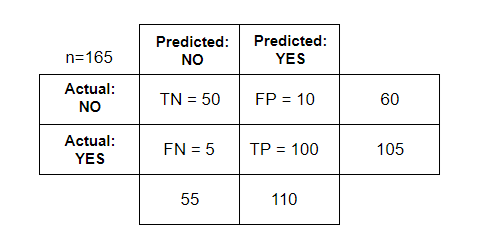 Predicted:
NO
Predicted:
YES
n=165
Actual:
NO
TN = 50
FP = 10
60
Actual:
YES
FN = 5
TP = 100
105
55
110